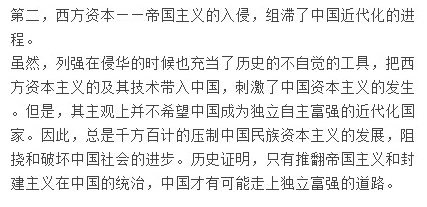 第二，西方资本——帝国主义的入侵，组滞了中国近代化的进
程。
虽然，列强在侵华的时候也充当了历史的不自觉的工具，把西
方资本主义的及其技术带入中国，刺激了中国资本主义的发生
。但是，其主观上并不希望中国成为独立自主富强的近代化国
家。因此，总是千方百计的压制中国民族资本主义的发展，阻
挠和破坏中国社会的进步。历史证明，只有推翻帝国主义和封
建主义在中国的统治，中国才有可能走上独立富强的道路。